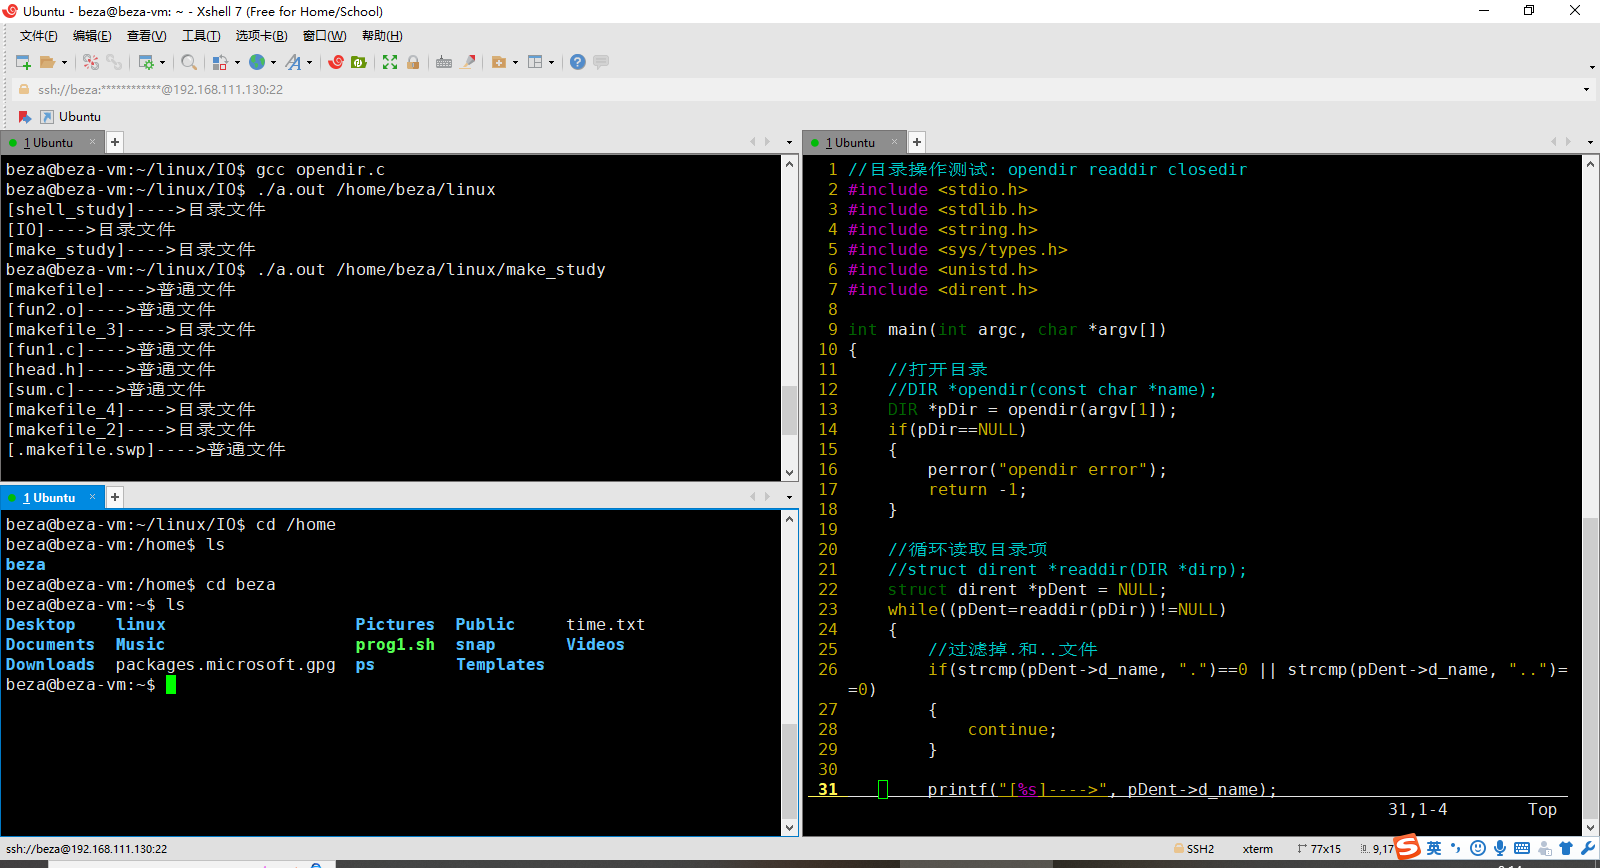 Ubuntu - beza@beza-vm: ~ - Xshell 7 (Free for Home/School)
文件(F) 编辑(E) 查看(V) 工具(T) 选项卡(B) 窗口(W) 帮助(H)
ssh://beza:************@192.168.111.130:22
Ubuntu
1 Ubuntu
beza@beza-vm:~/linux/IO$ gcc opendir.c
beza@beza-vm:~/linux/IO$ ./a.out /home/beza/linux
[shell_study]---->目录文件
[IO]---->目录文件
[make_study]---->目录文件
beza@beza-vm:~/linux/IO$ ./a.out /home/beza/linux/make_study
[makefile]---->普通文件
[fun2.o]---->普通文件
[makefile_3]---->目录文件
[fun1.c]---->普通文件
[head.h]---->普通文件
[sum.c]---->普通文件
[makefile_4]---->目录文件
[makefile_2]---->目录文件
[.makefile.swp]---->普通文件
1 Ubuntu
beza@beza-vm:~/linux/IO$ cd /home
beza@beza-vm:/home$ ls
beza
beza@beza-vm:/home$ cd beza
beza@beza-vm:~$ ls
Desktop linux Pictures Public time.txt
Documents Music prog1.sh snap Videos
Downloads packages.microsoft.gpg ps Templates
beza@beza-vm:~$
1 Ubuntu
1 //目录操作测试: opendir readdir closedir
2 #include <stdio.h>
3 #include <stdlib.h>
4 #include <string.h>
5 #include <sys/types.h>
6 #include <unistd.h>
7 #include <dirent.h>
8
9 int main(int argc, char *argv[])
10 {
11 //打开目录
12 //DIR *opendir(const char *name);
13 DIR *pDir = opendir(argv[1]);
14 if(pDir==NULL)
15 {
16 perror("opendir error");
17 return -1;
18 }
19
20 //循环读取目录项
21 //struct dirent *readdir(DIR *dirp);
22 struct dirent *pDent = NULL;
23 while((pDent=readdir(pDir))!=NULL)
24 {
25 //过滤掉.和..文件
26 if(strcmp(pDent->d_name, ".")==0 || strcmp(pDent->d_name, "..")=
=0)
27 {
28 continue;
29 }
30
31 printf("[%s]---->", pDent->d_name);
31,1-4 Top
ssh://beza@192.168.111.130:22 SSH2 xterm 77x15 9,17 英